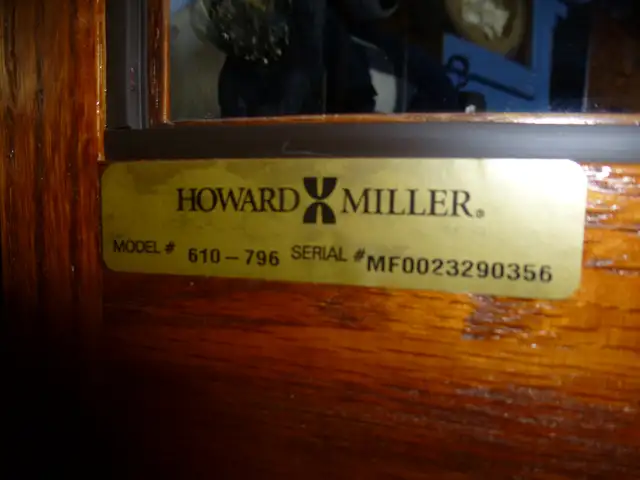 HOWARD MILLER®
MODEL # 610-796 SERIAL # MF0023290356